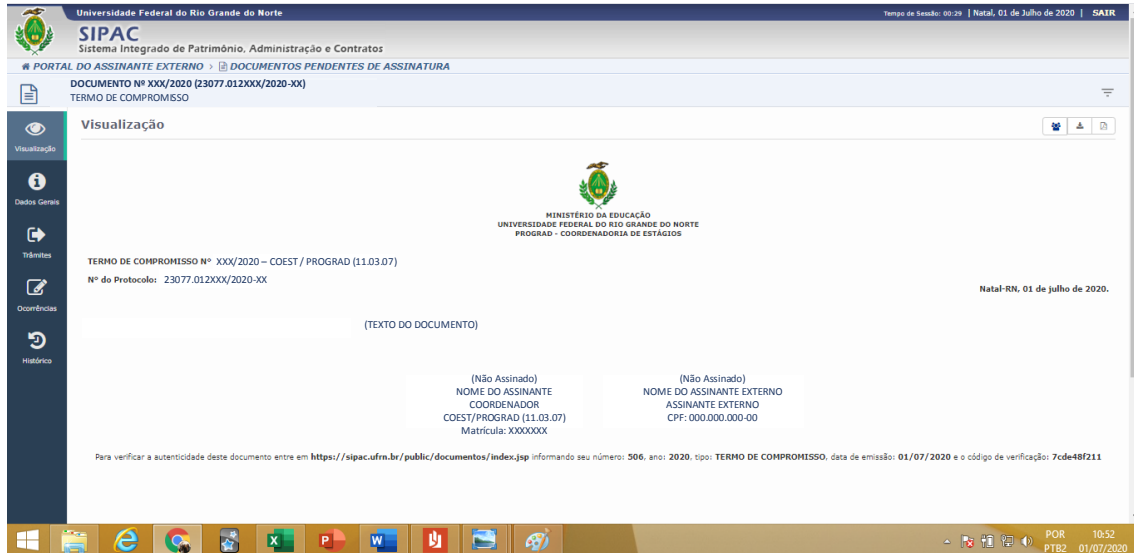 Universidade Federal do Rio Grande do Norte
Tempo de Sessão: 00:29 | Natal, 01 de Julho de 2020 | SAIR
SIPAC
Sistema Integrado de Patrimônio, Administração e Contratos
PORTAL DO ASSINANTE EXTERNO > DOCUMENTOS PENDENTES DE ASSINATURA
DOCUMENTO Nº XXX/2020 (23077.012XXX/2020-XX)
TERMO DE COMPROMISSO
Visualização
Visualização
Dados Gerais
Trâmites
Ocorrências
Histórico
MINISTÉRIO DA EDUCAÇÃO
UNIVERSIDADE FEDERAL DO RIO GRANDE DO NORTE
PROGRAD - COORDENADORIA DE ESTÁGIOS
TERMO DE COMPROMISSO Nº XXX/2020 – COEST / PROGRAD (11.03.07)
Nº do Protocolo: 23077.012XXX/2020-XX
Natal-RN, 01 de julho de 2020.
(TEXTO DO DOCUMENTO)
(Não Assinado)
NOME DO ASSINANTE
COORDENADOR
COEST/PROGRAD (11.03.07)
Matrícula: XXXXXXX
(Não Assinado)
NOME DO ASSINANTE EXTERNO
ASSINANTE EXTERNO
CPF: 000.000.000-00
Para verificar a autenticidade deste documento entre em https://sipac.ufrn.br/public/documentos/index.jsp informando seu número: 506, ano: 2020, tipo: TERMO DE COMPROMISSO, data de emissão: 01/07/2020 e o código de verificação: 7cde48f211
POR 10:52
PTB2 01/07/2020